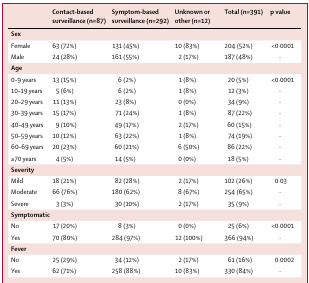 Contact-based surveillance (n=87) Symptom-based surveillance (n=292) Unknown or other (n=12) Total (n=391) p value
Sex
Female 63 (72%) 131 (45%) 10 (83%) 204 (52%) <0·0001
Male 24 (28%) 161 (55%) 2 (17%) 187 (48%) ··
Age
0–9 years 13 (15%) 6 (2%) 1 (8%) 20 (5%) <0·0001
10–19 years 5 (6%) 6 (2%) 1 (8%) 12 (3%) ··
20–29 years 11 (13%) 23 (8%) 0 (0%) 34 (9%) ··
30–39 years 15 (17%) 71 (24%) 1 (8%) 87 (22%) ··
40–49 years 9 (10%) 49 (17%) 2 (17%) 60 (15%) ··
50–59 years 10 (12%) 63 (22%) 1 (8%) 74 (19%) ··
60–69 years 20 (23%) 60 (21%) 6 (50%) 86 (22%) ··
≥70 years 4 (5%) 14 (5%) 0 (0%) 18 (5%) ··
Severity
Mild 18 (21%) 82 (28%) 2 (17%) 102 (26%) 0·03
Moderate 66 (76%) 180 (62%) 8 (67%) 254 (65%) ··
Severe 3 (3%) 30 (10%) 2 (17%) 35 (9%) ··
Symptomatic
No 17 (20%) 8 (3%) 0 (0%) 25 (6%) <0·0001
Yes 70 (80%) 284 (97%) 12 (100%) 366 (94%) ··
Fever
No 25 (29%) 34 (12%) 2 (17%) 61 (16%) 0·0002
Yes 62 (71%) 258 (88%) 10 (83%) 330 (84%) ··